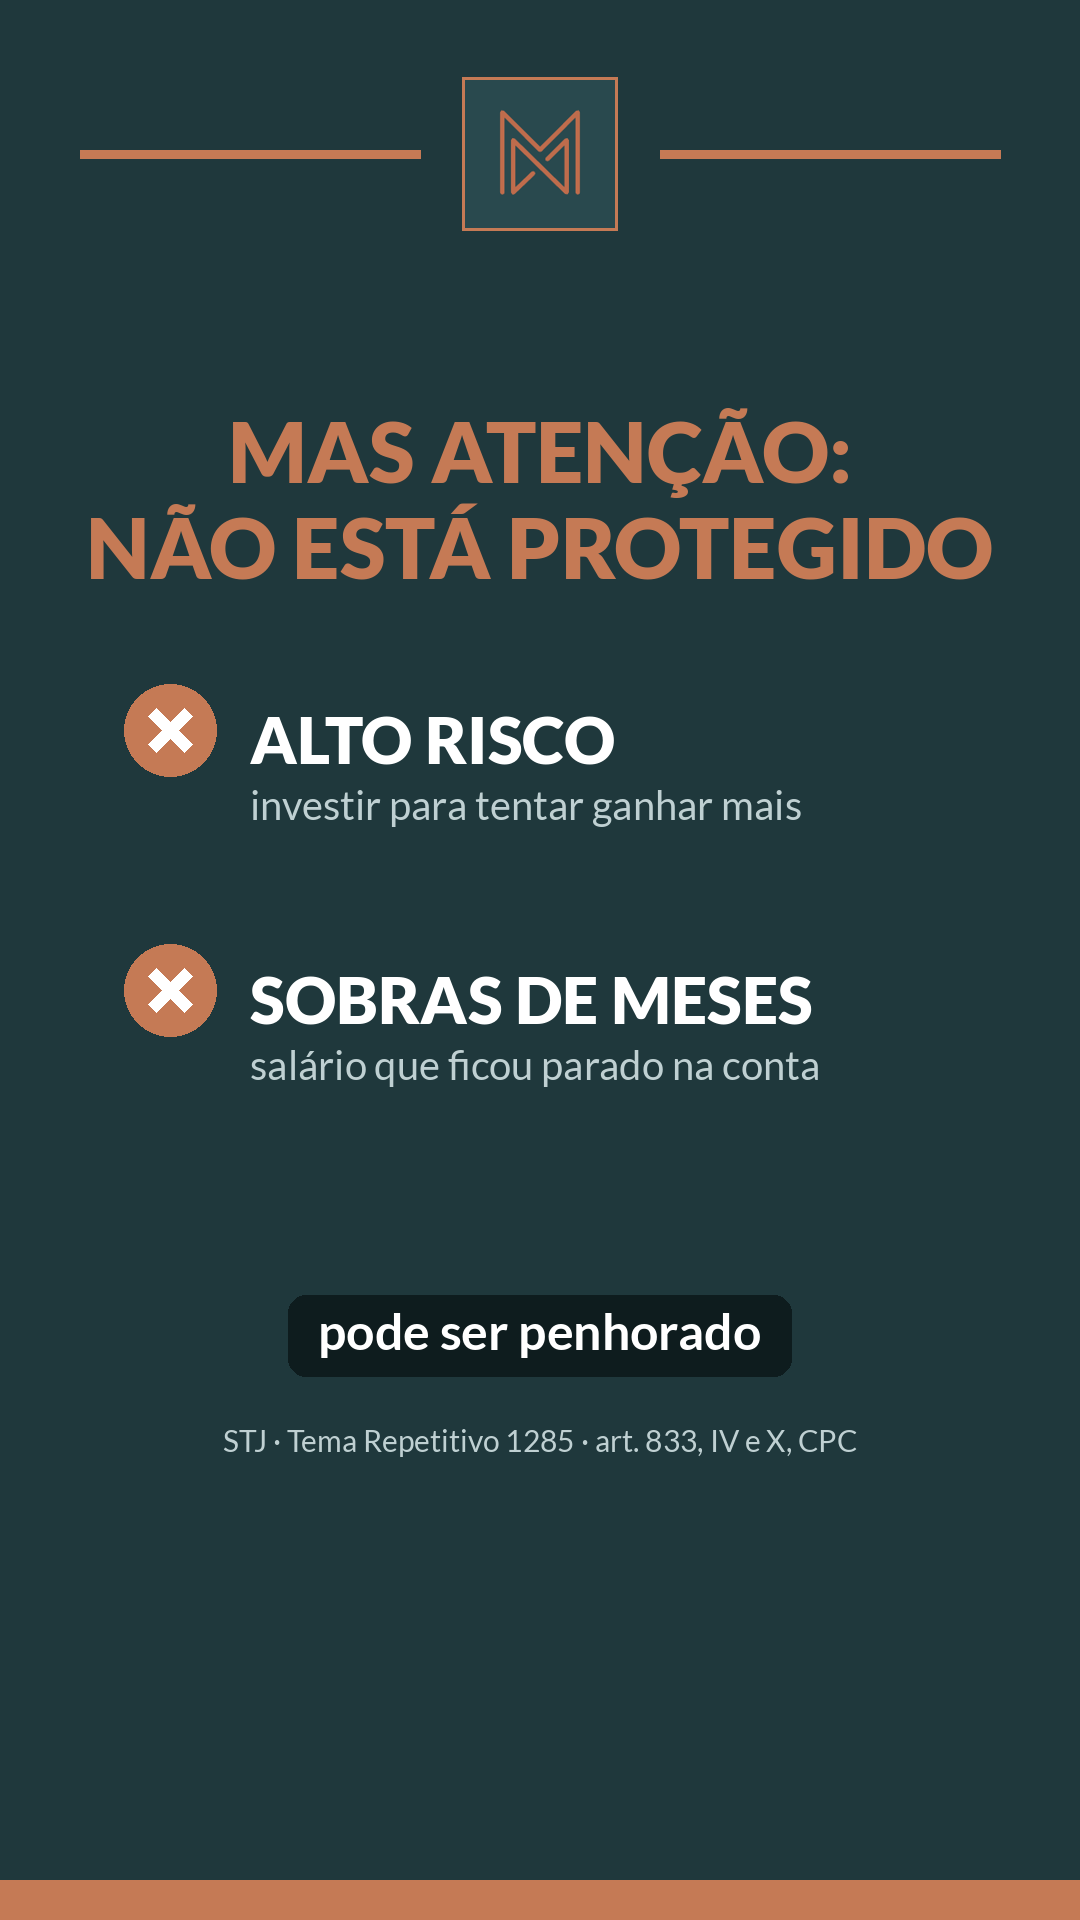 MAS ATENÇÃO:
NÃO ESTÁ PROTEGIDO
ALTO RISCO
investir para tentar ganhar mais
SOBRAS DE MESES
salário que ficou parado na conta
pode ser penhorado
STJ · Tema Repetitivo 1285 · art. 833, IV e X, CPC